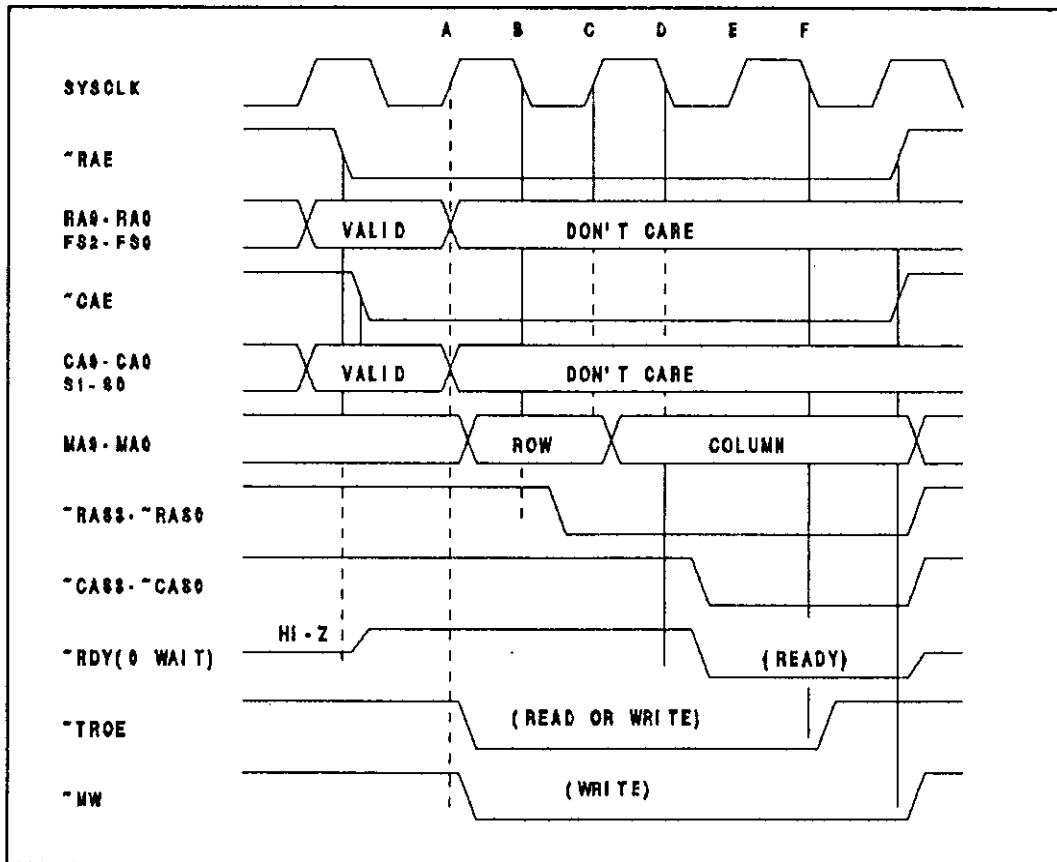 A B C D E F
SYSCLK
~RAE
RA9-RA0
FS2-FS0
VALID DON'T CARE
~CAE
CA9-CA0
S1-S0
VALID DON'T CARE
MA9-MA0
ROW COLUMN
~RAS3-~RAS0
~CAS3-~CAS0
HI-Z
~RDY(0 WAIT)
(READY)
~TROE
(READ OR WRITE)
~MW
(WRITE)